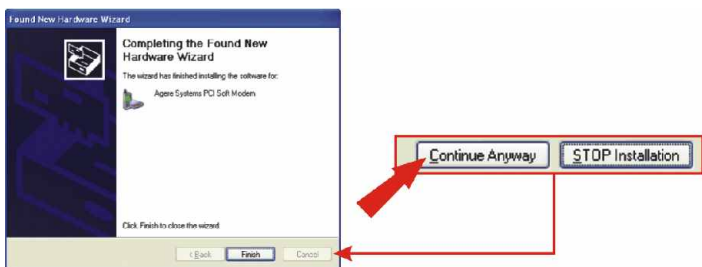 Found New Hardware Wizard
Completing the Found New
Hardware Wizard
The wizard has finished installing the software for:
Agere Systems PCI Soft Modem
Click Finish to close the wizard.
< Back Finish Cancel
Continue Anyway STOP Installation